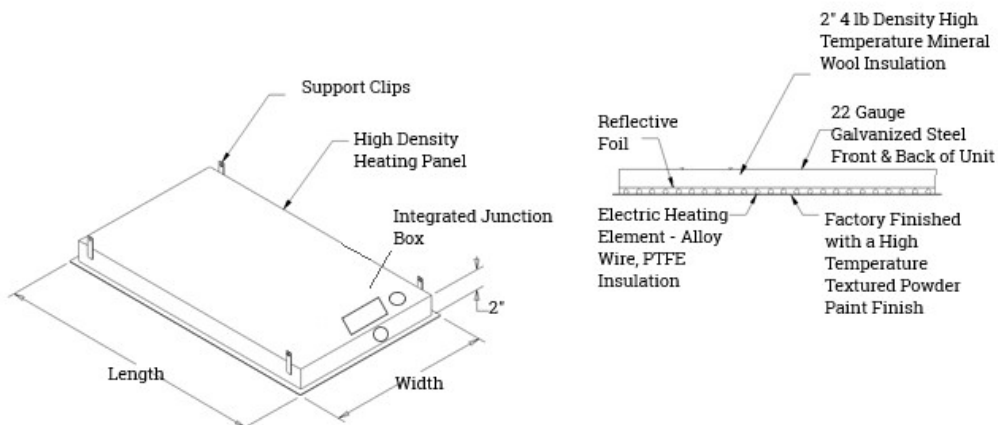 Support Clips
High Density
Heating Panel
Integrated Junction
Box
2"
Length
Width
2" 4 lb Density High
Temperature Mineral
Wool Insulation
22 Gauge
Galvanized Steel
Front & Back of Unit
Reflective
Foil
Electric Heating
Element - Alloy
Wire, PTFE
Insulation
Factory Finished
with a High
Temperature
Textured Powder
Paint Finish